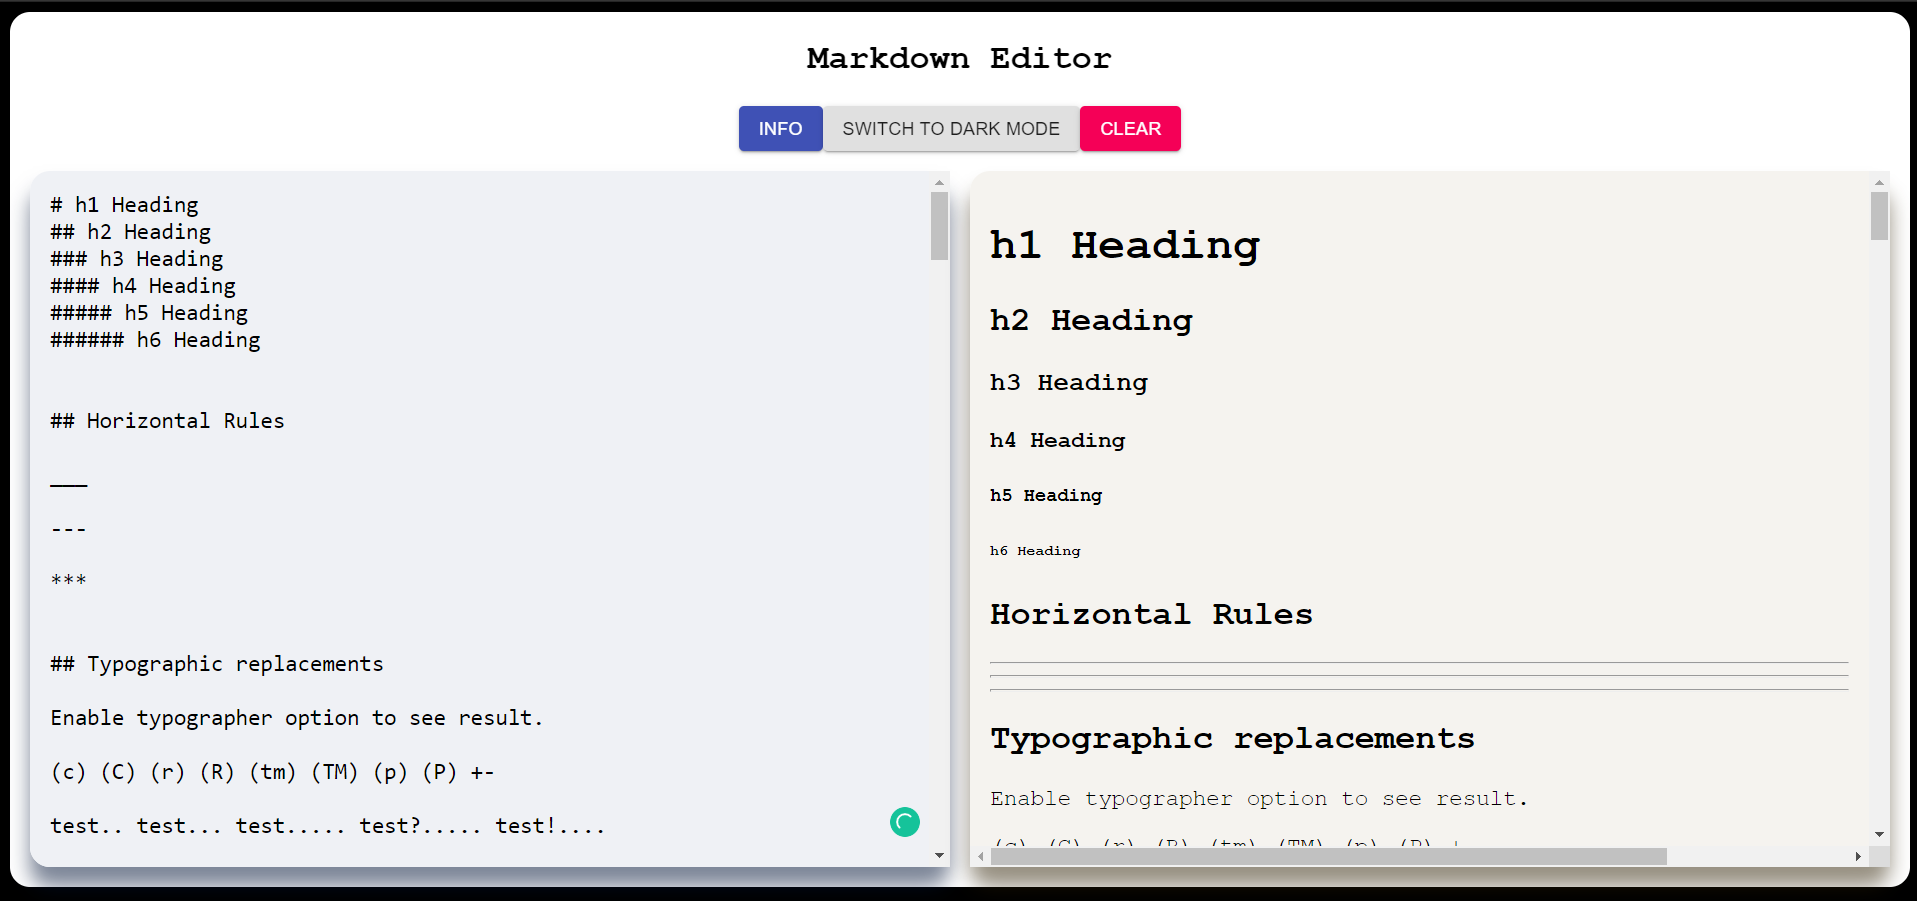 Markdown Editor
INFO SWITCH TO DARK MODE CLEAR
# h1 Heading
## h2 Heading
### h3 Heading
#### h4 Heading
##### h5 Heading
###### h6 Heading
## Horizontal Rules
___
---
***
## Typographic replacements
Enable typographer option to see result.
(c) (C) (r) (R) (tm) (TM) (p) (P) +-
test.. test... test..... test?..... test!....
h1 Heading
h2 Heading
h3 Heading
h4 Heading
h5 Heading
h6 Heading
Horizontal Rules
Typographic replacements
Enable typographer option to see result.
(c) (C) (r) (R) (tm) (TM) (p) (P)